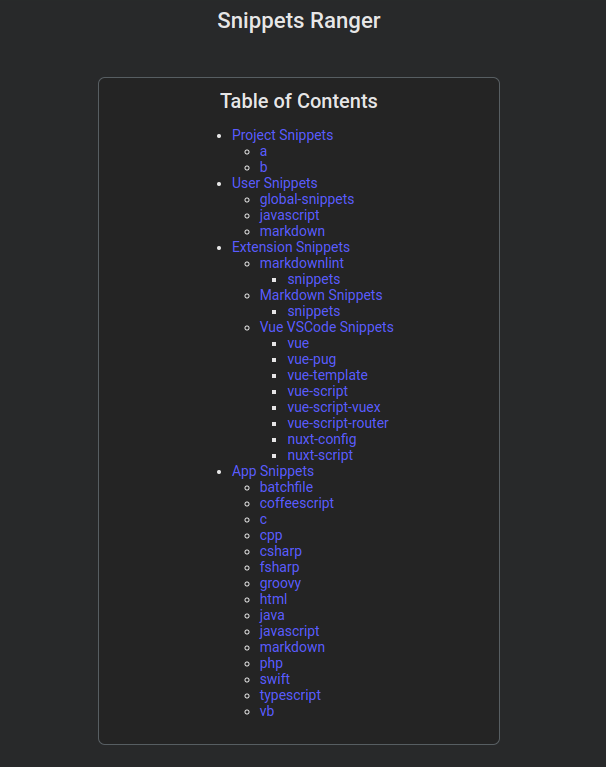 Snippets Ranger
Table of Contents
Project Snippets
a
b
User Snippets
global-snippets
javascript
markdown
Extension Snippets
markdownlint
snippets
Markdown Snippets
snippets
Vue VSCode Snippets
vue
vue-pug
vue-template
vue-script
vue-script-vuex
vue-script-router
nuxt-config
nuxt-script
App Snippets
batchfile
coffeescript
c
cpp
csharp
fsharp
groovy
html
java
javascript
markdown
php
swift
typescript
vb